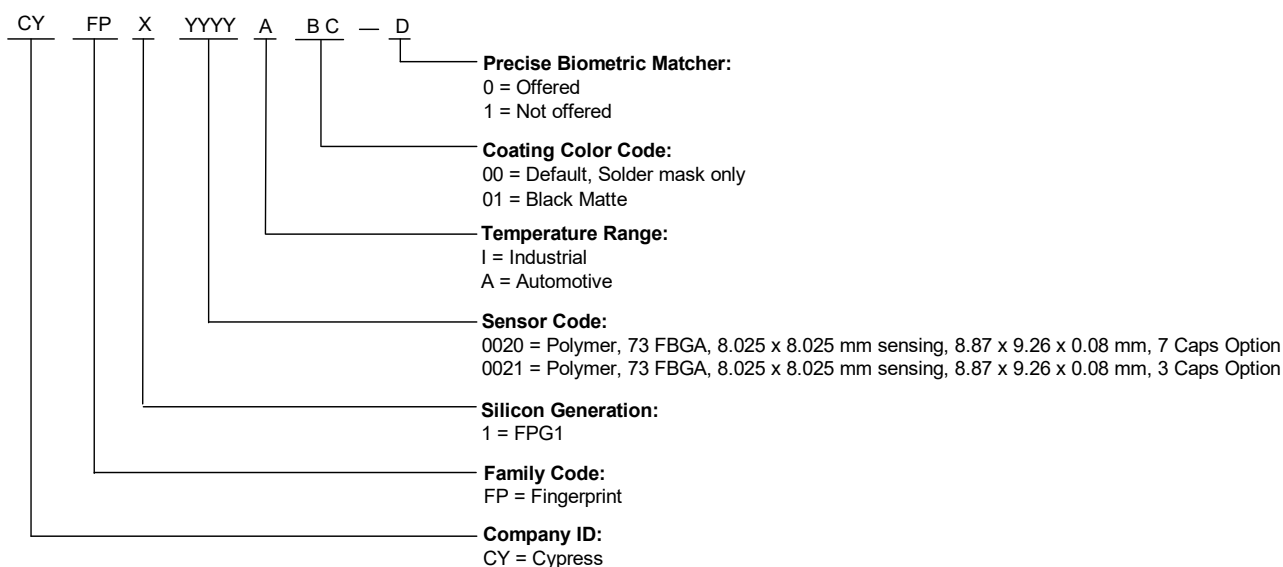 CY FP X YYYY A B C — D
Precise Biometric Matcher:
0 = Offered
1 = Not offered
Coating Color Code:
00 = Default, Solder mask only
01 = Black Matte
Temperature Range:
I = Industrial
A = Automotive
Sensor Code:
0020 = Polymer, 73 FBGA, 8.025 x 8.025 mm sensing, 8.87 x 9.26 x 0.08 mm, 7 Caps Option
0021 = Polymer, 73 FBGA, 8.025 x 8.025 mm sensing, 8.87 x 9.26 x 0.08 mm, 3 Caps Option
Silicon Generation:
1 = FPG1
Family Code:
FP = Fingerprint
Company ID:
CY = Cypress